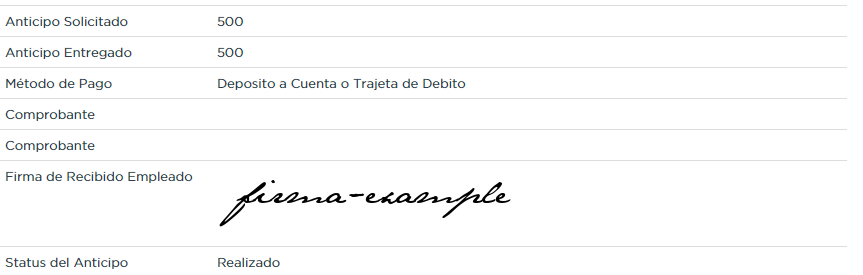 Anticipo Solicitado 500
Anticipo Entregado 500
Método de Pago Deposito a Cuenta o Trajeta de Debito
Comprobante
Comprobante
Firma de Recibido Empleado firma-example
Status del Anticipo Realizado